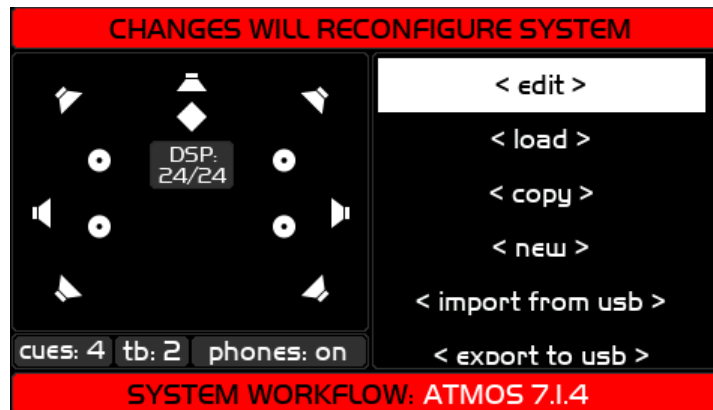 CHANGES WILL RECONFIGURE SYSTEM
DSP:
24/24
cues: 4 tb: 2 phones: on
< edit >
< load >
< copy >
< new >
< import from usb >
< export to usb >
SYSTEM WORKFLOW: ATMOS 7.1.4